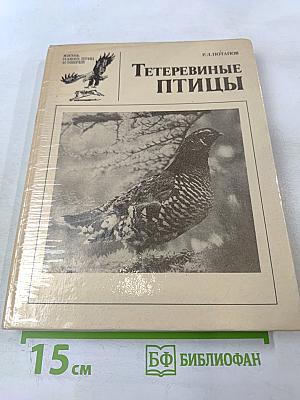 ЖИЗНЬ
НАШИХ ПТИЦ
И ЗВЕРЕЙ
Р.Л.ПОТАПОВ
ТЕТЕРЕВИНЫЕ
ПТИЦЫ
15 см
БФ БИБЛИОФАН